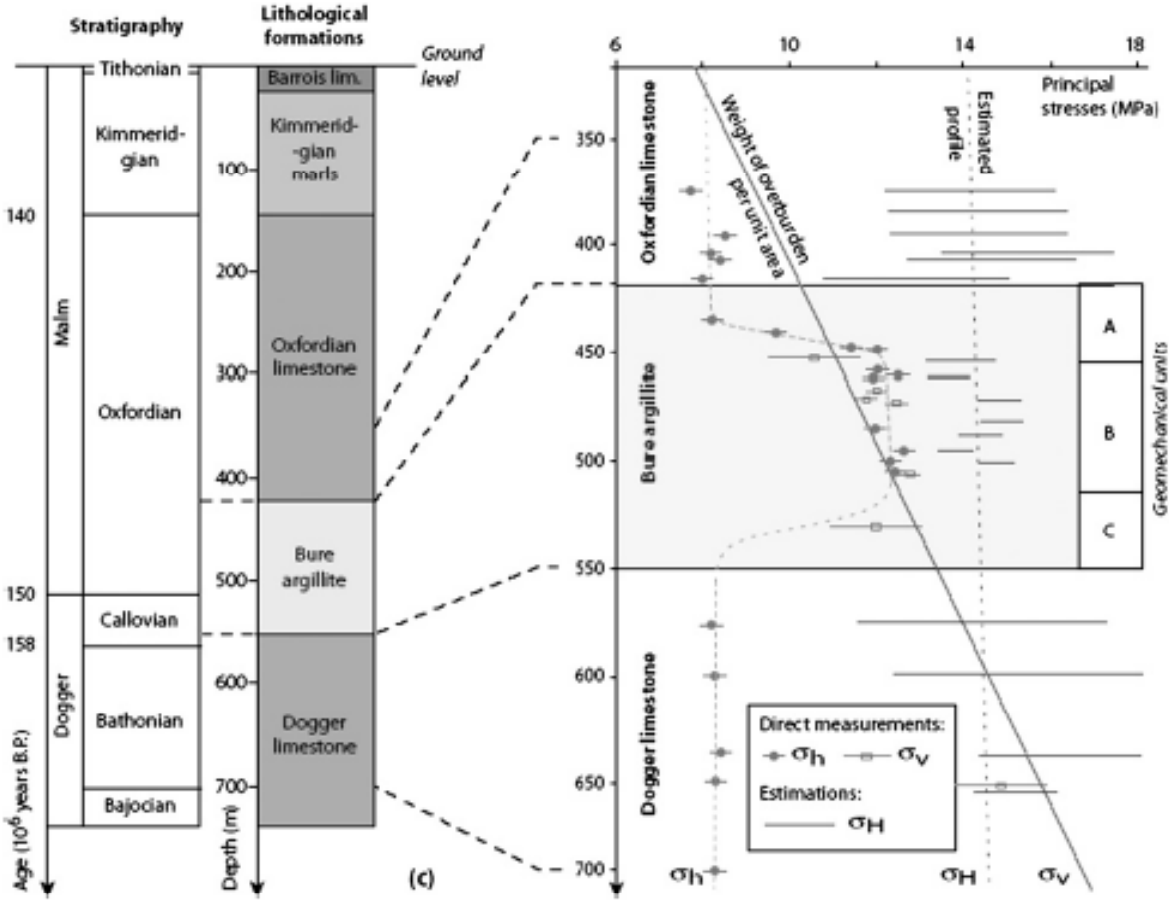 Stratigraphy
Lithological
formations
Ground
level
Tithonian
Kimmerid-
gian
140
Malm
Oxfordian
150
Callovian
158
Dogger
Bathonian
Bajocian
Age (10⁶ years B.P.)
100
200
300
400
500
600
700
Depth (m)
Barrois lim.
Kimmerid-
-gian
marls
Oxfordian
limestone
Bure
argillite
Dogger
limestone
(c)
6
10
14
18
Principal
stresses (MPa)
Estimated
profile
Weight of overburden
per unit area
350
400
450
500
550
600
650
700
Oxfordian limestone
Bure argillite
Dogger limestone
A
B
C
Geomechanical units
Direct measurements:
σh
σv
Estimations:
σH
σh
σH
σv